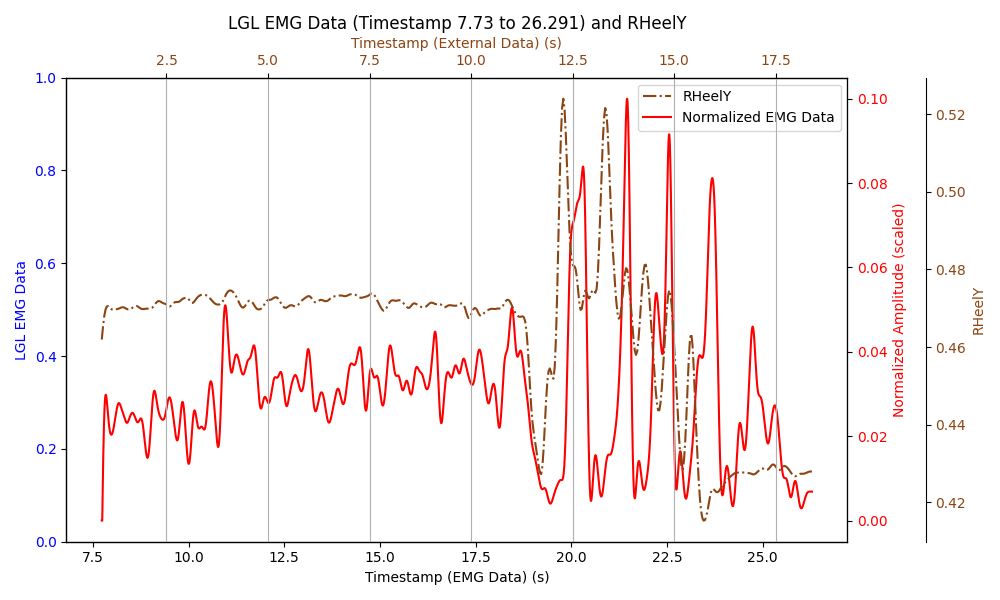 LGL EMG Data (Timestamp 7.73 to 26.291) and RHeelY
Timestamp (External Data) (s)
2.5 5.0 7.5 10.0 12.5 15.0 17.5
RHeelY
Normalized EMG Data
1.0
0.8
0.6
0.4
0.2
0.0
LGL EMG Data
0.10
0.08
0.06
0.04
0.02
0.00
Normalized Amplitude (scaled)
0.52
0.50
0.48
0.46
0.44
0.42
RHeelY
7.5 10.0 12.5 15.0 17.5 20.0 22.5 25.0
Timestamp (EMG Data) (s)